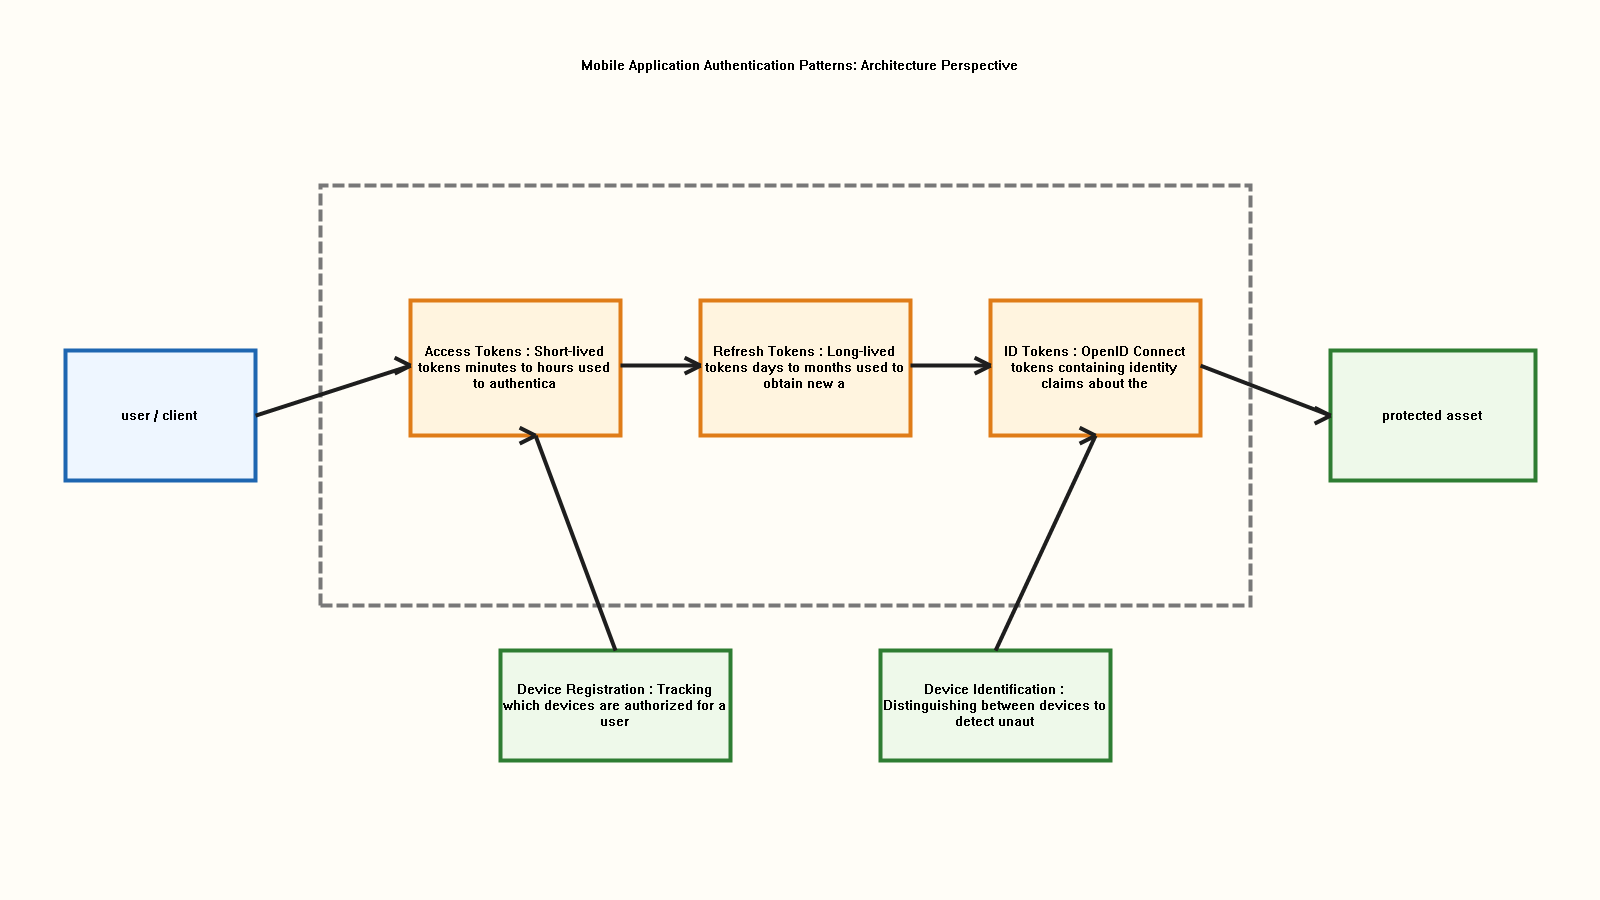 Mobile Application Authentication Patterns: Architecture Perspective
Access Tokens : Short-lived
tokens minutes to hours used
to authentica
Refresh Tokens : Long-lived
tokens days to months used to
obtain new a
ID Tokens : OpenID Connect
tokens containing identity
claims about the
user / client
protected asset
Device Registration : Tracking
which devices are authorized for a
user
Device Identification :
Distinguishing between devices to
detect unaut